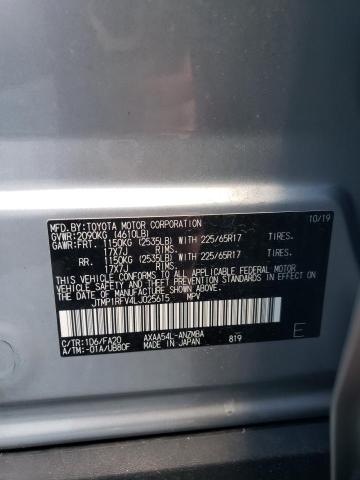 MFD. BY: TOYOTA MOTOR CORPORATION 10/19
GVWR: 2090KG (4610LB)
GAWR: FRT. 1150KG (2535LB) WITH 225/65R17 TIRES.
17X7J RIMS.
RR. 1150KG (2535LB) WITH 225/65R17 TIRES.
17X7J RIMS.
THIS VEHICLE CONFORMS TO ALL APPLICABLE FEDERAL MOTOR
VEHICLE SAFETY AND BUMPER STANDARDS IN EFFECT ON THE
DATE OF MANUFACTURE SHOWN ABOVE.
JTMP1RFV4LJ025615 MPV
C/TR: 1D6/FA20 AXAA54L-ANZMBA E
A/TM: -01A/UB80F MADE IN JAPAN 819